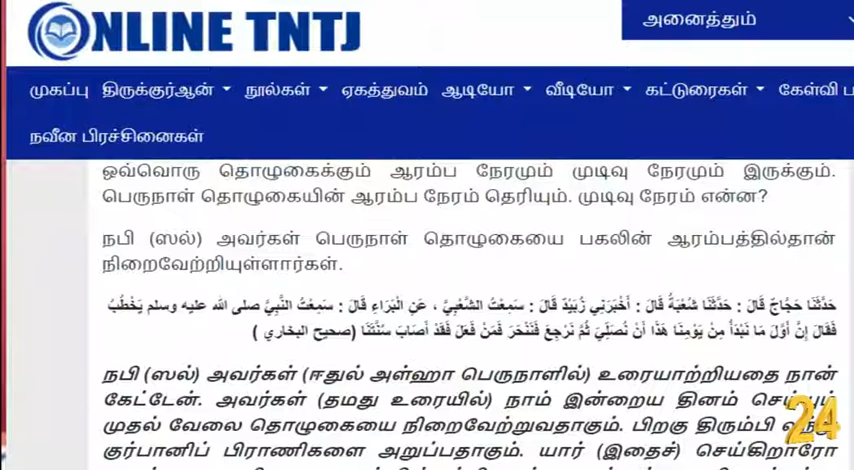 ONLINE TNTJ
அனைத்தும்
முகப்பு திருக்குர்ஆன் நூல்கள் ஏகத்துவம் ஆடியோ வீடியோ கட்டுரைகள் கேள்வி ப
நவீன பிரச்சினைகள்
ஒவ்வொரு தொழுகைக்கும் ஆரம்ப நேரமும் முடிவு நேரமும் இருக்கும்.
பெருநாள் தொழுகையின் ஆரம்ப நேரம் தெரியும். முடிவு நேரம் என்ன?
நபி (ஸல்) அவர்கள் பெருநாள் தொழுகையை பகலின் ஆரம்பத்தில்தான்
நிறைவேற்றியுள்ளார்கள்.
حَدَّثَنَا حَجَّاجٌ قَالَ : حَدَّثَنَا شُعْبَةُ قَالَ : أَخْبَرَنِي زُبَيْدٌ قَالَ : سَمِعْتُ الشَّعْبِيَّ ، عَنِ الْبَرَاءِ قَالَ : سَمِعْتُ النَّبِيَّ صلى الله عليه وسلم يَخْطُبُ
فَقَالَ إِنَّ أَوَّلَ مَا نَبْدَأُ مِنْ يَوْمِنَا هَذَا أَنْ نُصَلِّيَ ثُمَّ نَرْجِعَ فَنَنْحَرَ فَمَنْ فَعَلَ فَقَدْ أَصَابَ سُنَّتَنَا (صحيح البخاري )
நபி (ஸல்) அவர்கள் (ஈதுல் அள்ஹா பெருநாளில்) உரையாற்றியதை நான்
கேட்டேன். அவர்கள் (தமது உரையில்) நாம் இன்றைய தினம் செய்யும்
முதல் வேலை தொழுகையை நிறைவேற்றுவதாகும். பிறகு திரும்பி வந்து
குர்பானிப் பிராணிகளை அறுப்பதாகும். யார் (இதைச்) செய்கிறாரோ
24